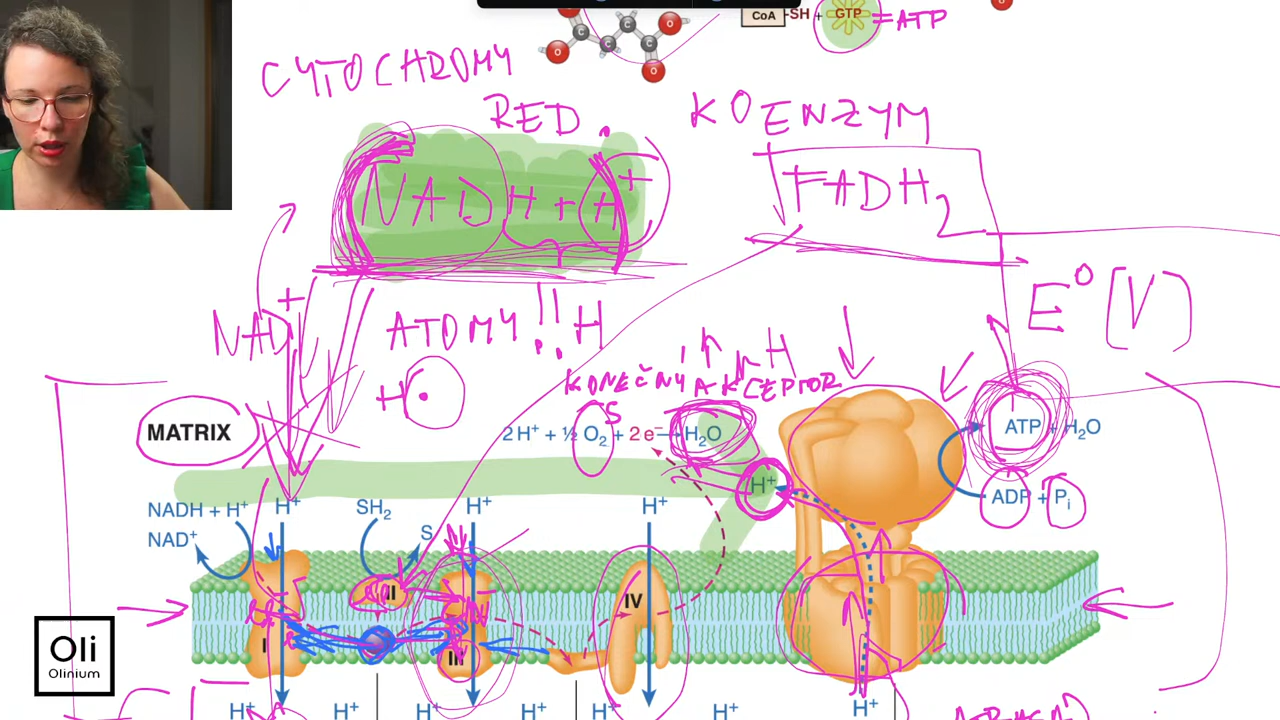 CoA -SH + GTP = ATP
CYTOCHROMY
RED.
KOENZYM
NADH + H+
FADH2
E° [V]
NAD+
ATOMY !! H
H
H
KONEČNÝ AKCEPTOR
MATRIX
2H+ + ½ O2 + 2 e- → H2O
S
ATP + H2O
H+
ADP + Pi
NADH + H+
H+
SH2
H+
H+
NAD+
S
I
II
III
IV
Oli
Olinium
H+
H+
H+
H+
H+
H+
H+